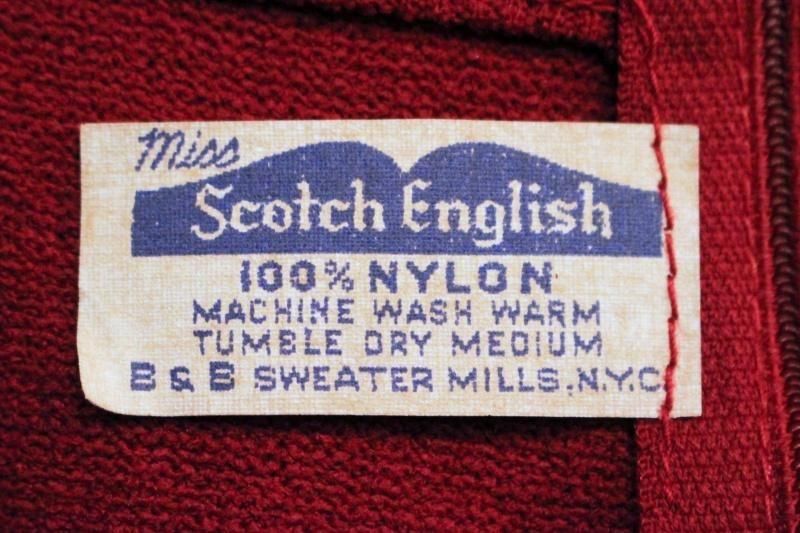 Miss
Scotch English
100% NYLON
MACHINE WASH WARM
TUMBLE DRY MEDIUM
B & B SWEATER MILLS, N.Y.C.